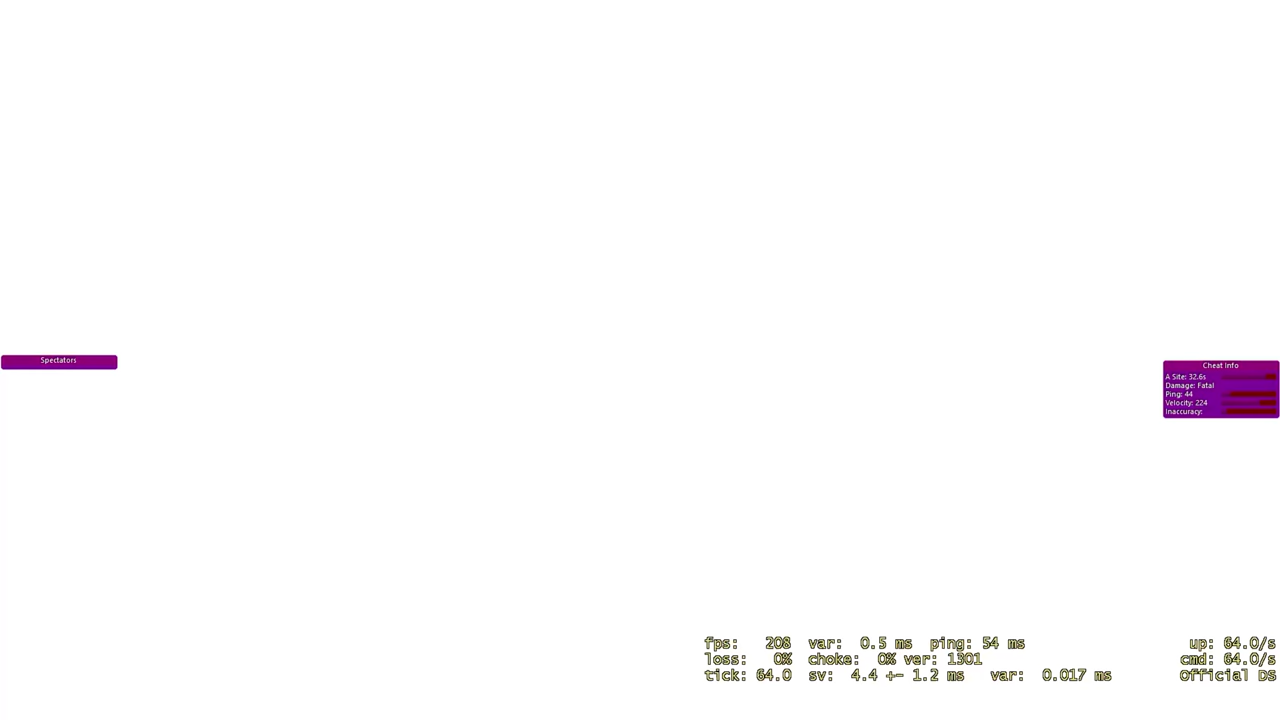 Spectators
Cheat Info
A Site: 32.6s
Damage: Fatal
Ping: 44
Velocity: 224
Inaccuracy:
fps: 208 var: 0.5 ms ping: 54 ms up: 64.0/s
loss: 0% choke: 0% ver: 1301 cmd: 64.0/s
tick: 64.0 sv: 4.4 +- 1.2 ms var: 0.017 ms Official DS